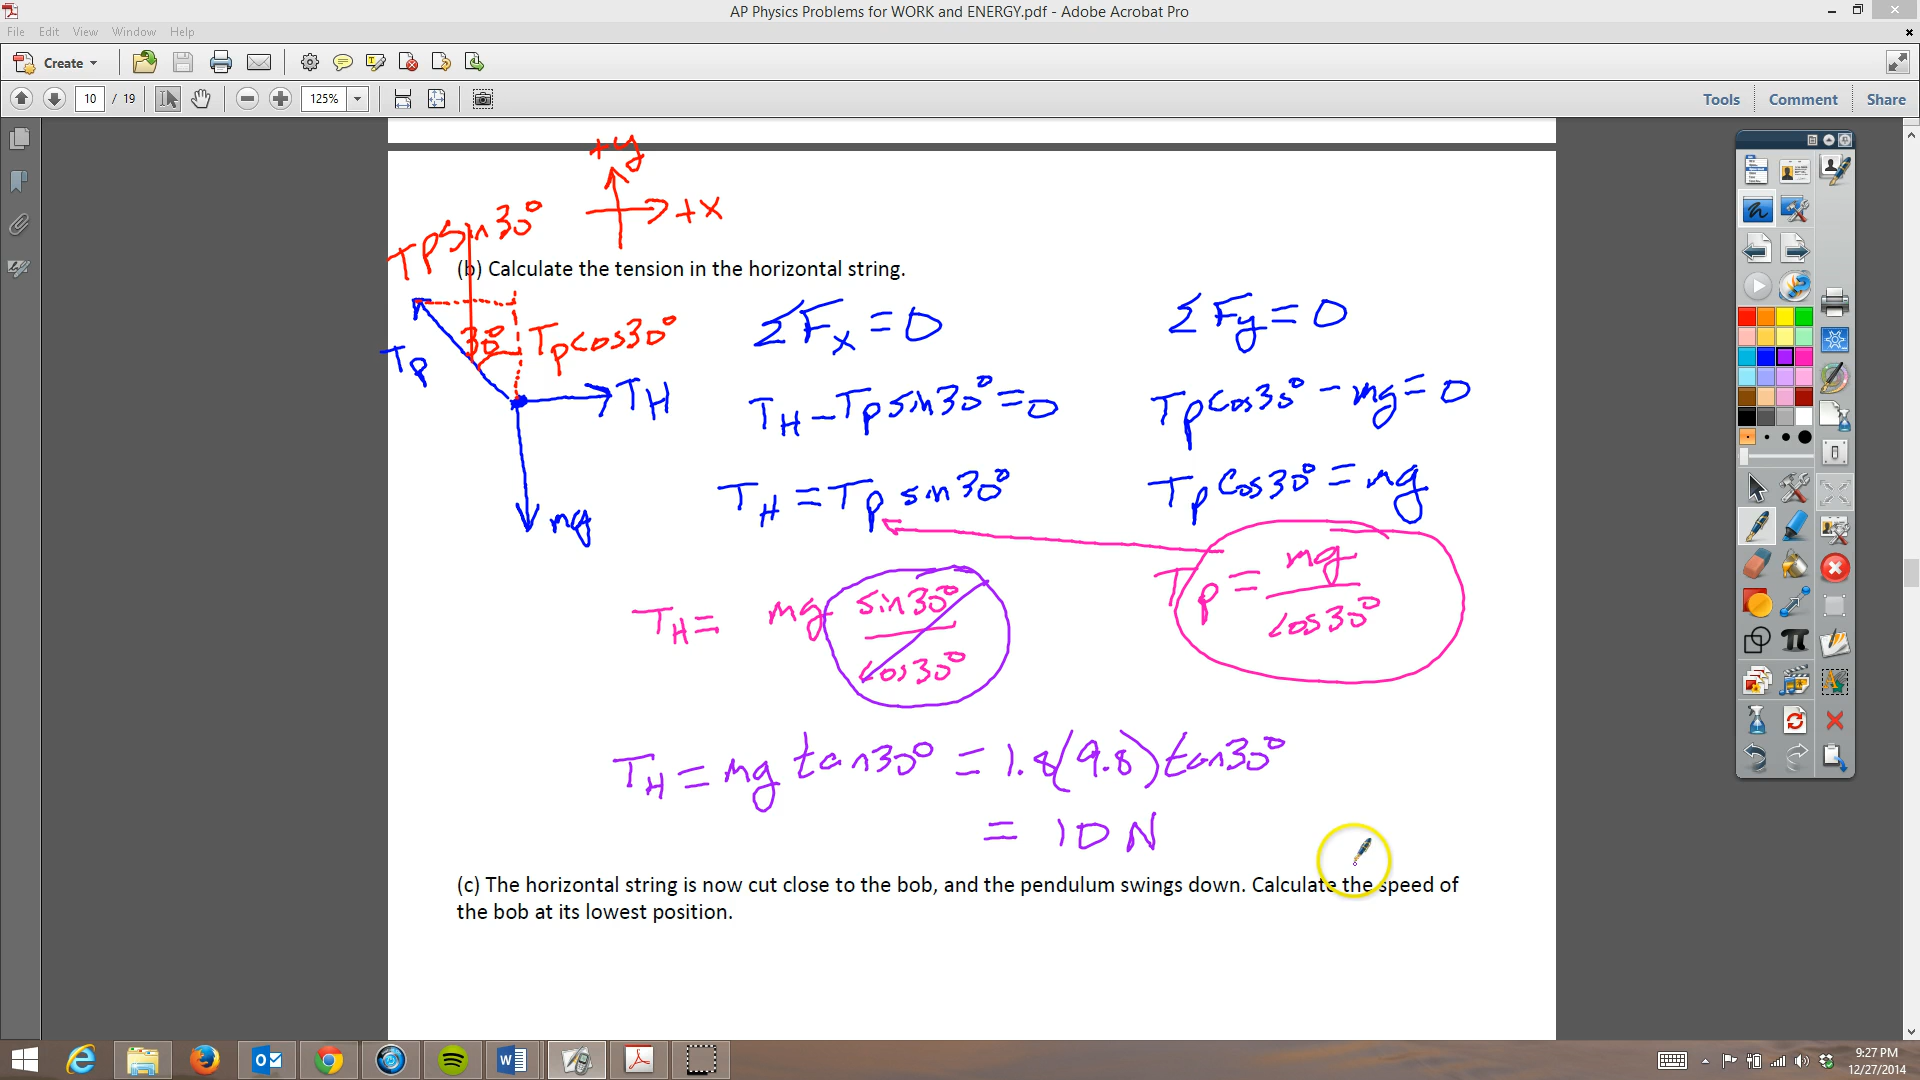 AP Physics Problems for WORK and ENERGY.pdf - Adobe Acrobat Pro
File Edit View Window Help
Create
10 / 19 125% Tools Comment Share
+y
+x
Tp sin30°
(b) Calculate the tension in the horizontal string.
ΣFx = 0
ΣFy = 0
30° Tp cos30°
Tp
TH
TH - Tp sin30° = 0
Tp cos30° - mg = 0
TH = Tp sin30°
Tp cos30° = mg
mg
Tp = mg / cos30°
TH = mg sin30° / cos30°
TH = mg tan30° = 1.8(9.8) tan30°
= 10 N
(c) The horizontal string is now cut close to the bob, and the pendulum swings down. Calculate the speed of
the bob at its lowest position.
9:27 PM
12/27/2014